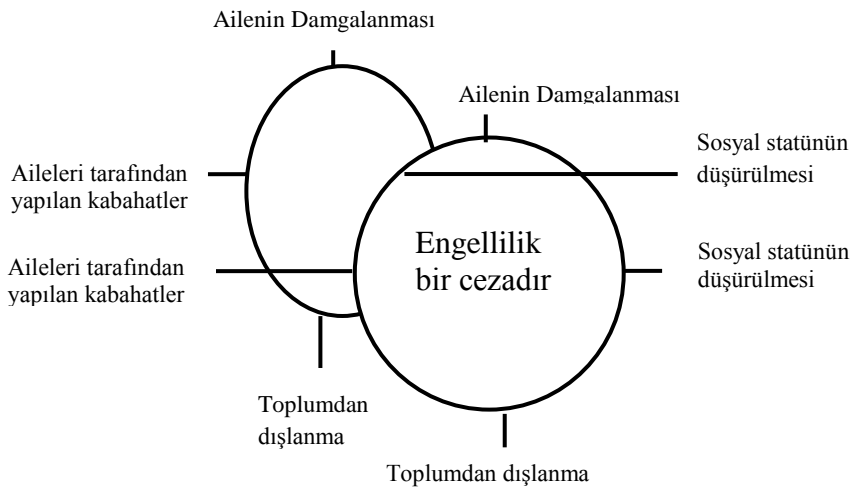 Ailenin Damgalanması
Ailenin Damgalanması
Sosyal statünün
düşürülmesi
Aileleri tarafından
yapılan kabahatler
Engellilik
bir cezadır
Aileleri tarafından
yapılan kabahatler
Sosyal statünün
düşürülmesi
Toplumdan
dışlanma
Toplumdan dışlanma